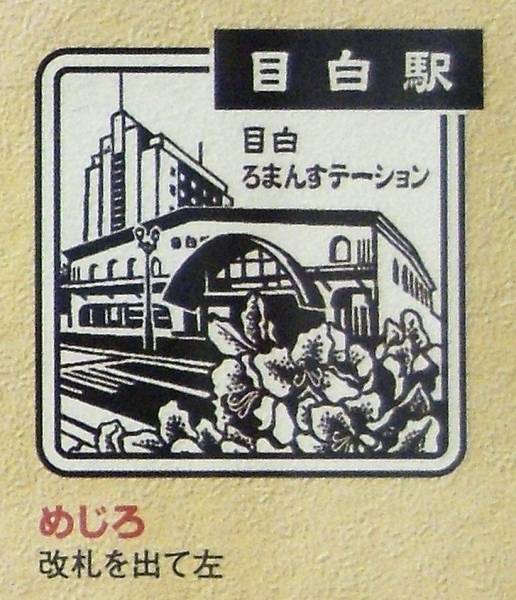 目白駅
目白
ろまんすテーション
めじろ
改札を出て左